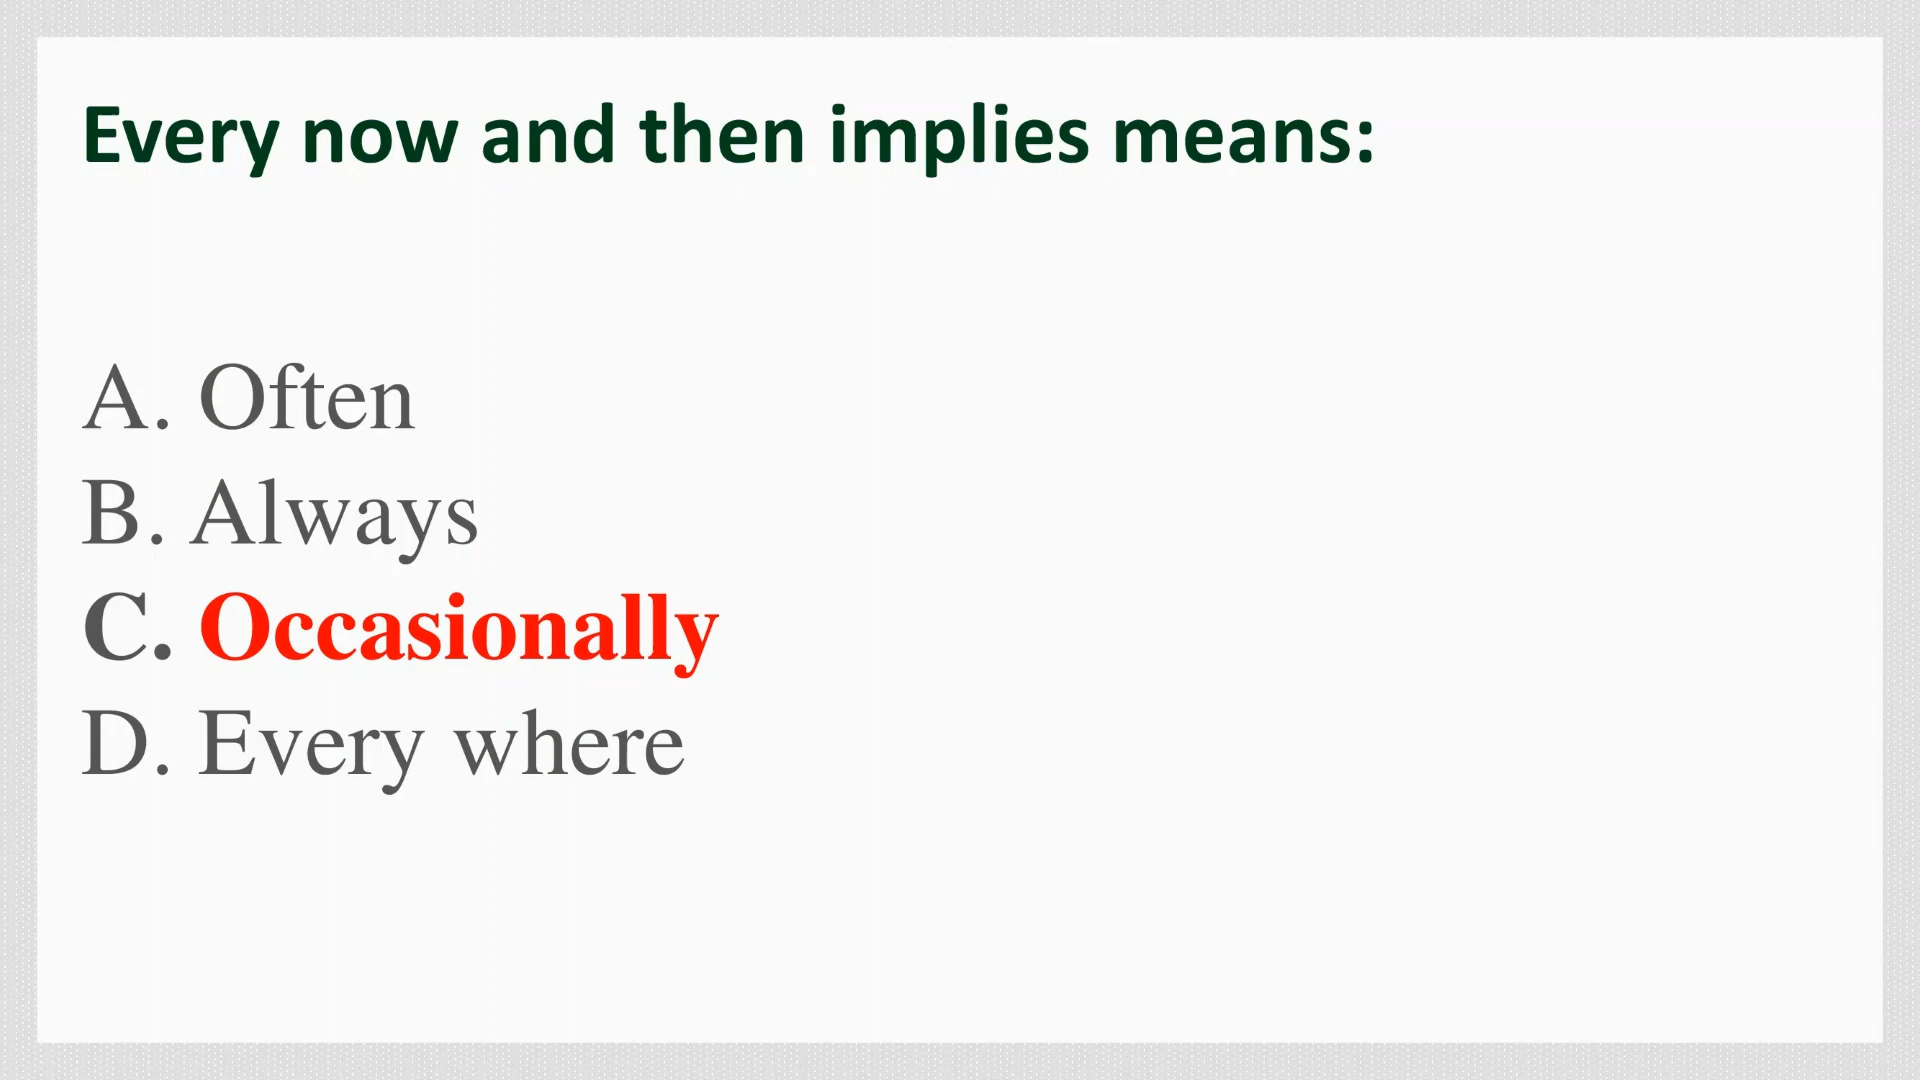 Every now and then implies means:
A. Often
B. Always
C. Occasionally
D. Every where